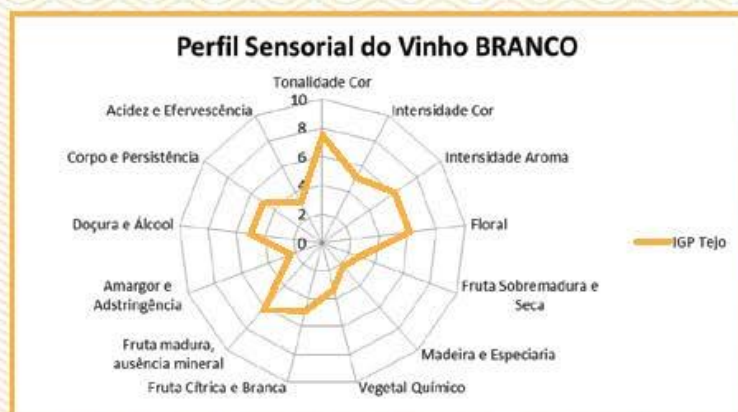 Perfil Sensorial do Vinho BRANCO
Tonalidade Cor
10
Acidez e Efervescência
Intensidade Cor
8
Corpo e Persistência
6
Intensidade Aroma
4
2
Doçura e Álcool
Floral
0
IGP Tejo
Amargor e
Adstringência
Fruta Sobremadura e
Seca
Fruta madura,
ausência mineral
Madeira e Especiaria
Fruta Cítrica e Branca
Vegetal Químico